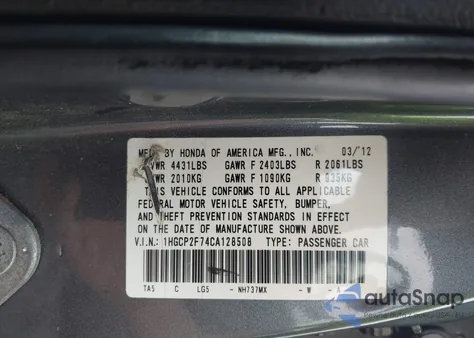 MFD. BY HONDA OF AMERICA MFG., INC. 03/'12
GVWR 4431LBS GAWR F 2403LBS R 2061LBS
GVWR 2010KG GAWR F 1090KG R 935KG
THIS VEHICLE CONFORMS TO ALL APPLICABLE
FEDERAL MOTOR VEHICLE SAFETY, BUMPER,
AND THEFT PREVENTION STANDARDS IN EFFECT
ON THE DATE OF MANUFACTURE SHOWN ABOVE.
V.I.N.: 1HGCP2F74CA128508 TYPE: PASSENGER CAR
TA5 C LG5 - NH737MX - W -
autoSnap